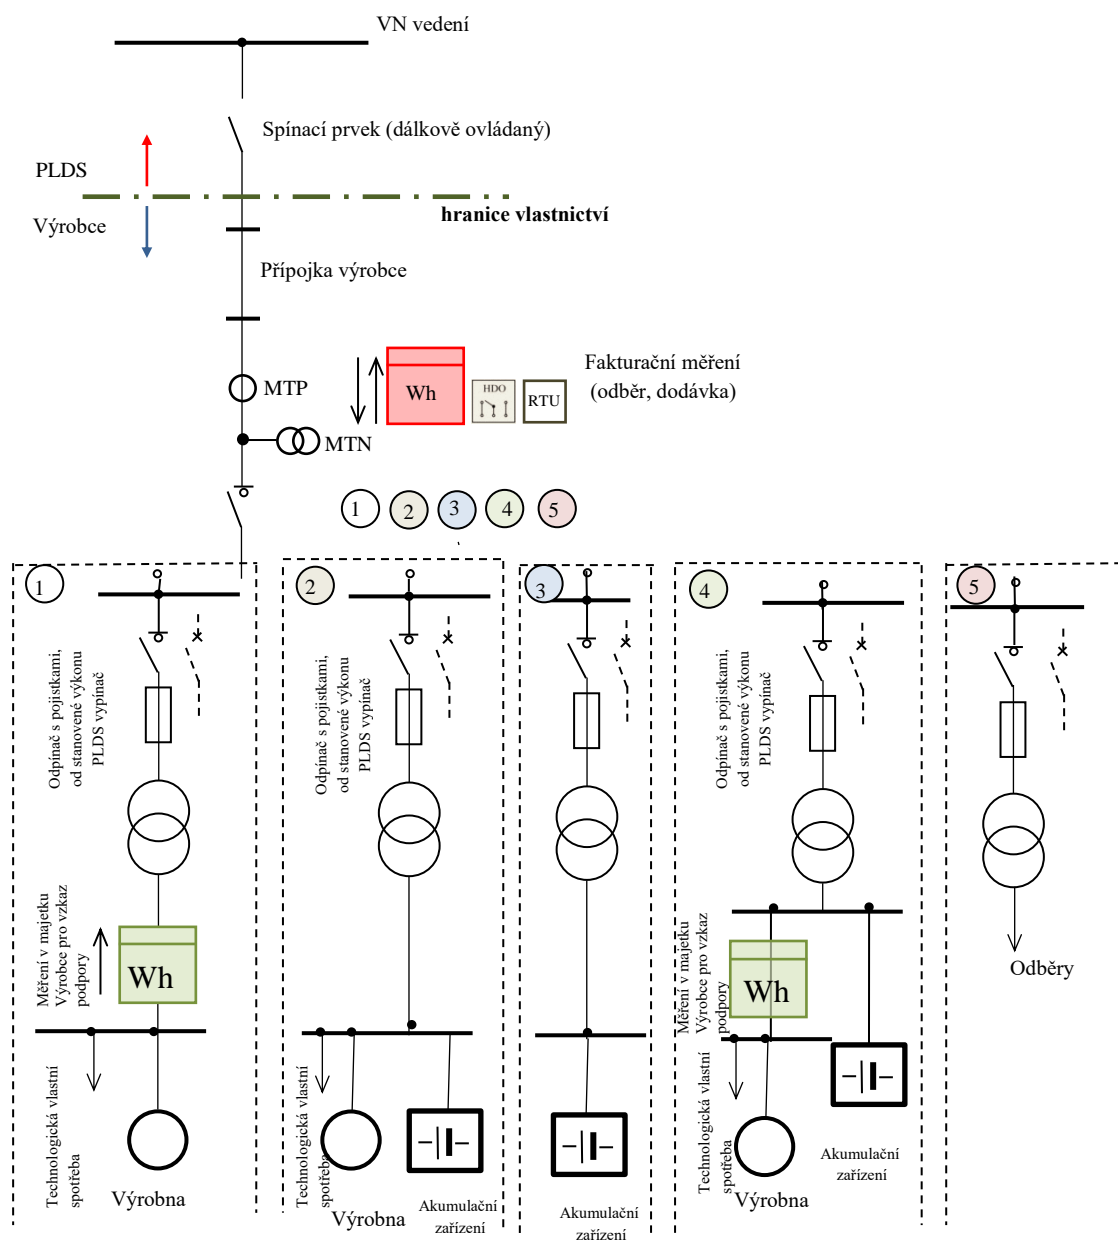 VN vedení
Spínací prvek (dálkově ovládaný)
PLDS
hranice vlastnictví
Výrobce
Přípojka výrobce
MTP
Wh
HDO
RTU
Fakturační měření
(odběr, dodávka)
MTN
1
2
3
4
5
1
Odpínač s pojistkami,
od stanovené výkonu
PLDS vypínač
Měření v majetku
Výrobce pro vzkaz
podpory
Wh
Technologická vlastní
spotřeba
Výrobna
2
Odpínač s pojistkami,
od stanovené výkonu
PLDS vypínač
Technologická vlastní
spotřeba
Výrobna
Akumulační
zařízení
3
Akumulační
zařízení
4
Odpínač s pojistkami,
od stanovené výkonu
PLDS vypínač
Měření v majetku
Výrobce pro vzkaz
podpory
Wh
Technologická vlastní
spotřeba
Výrobna
Akumulační
zařízení
5
Odběry